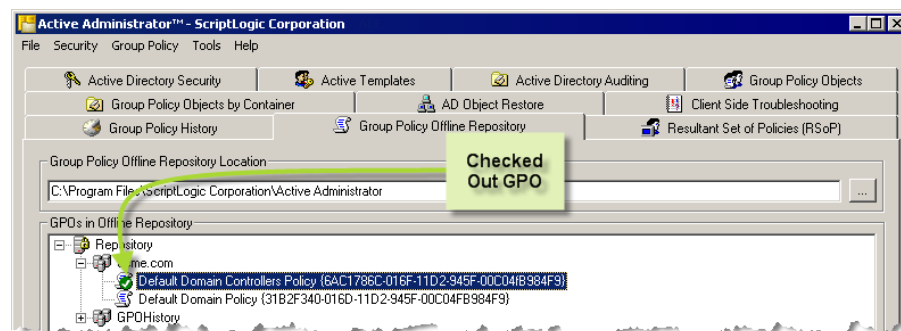 Active Administrator™ - ScriptLogic Corporation
File Security Group Policy Tools Help
Active Directory Security Active Templates Active Directory Auditing Group Policy Objects
Group Policy Objects by Container AD Object Restore Client Side Troubleshooting
Group Policy History Group Policy Offline Repository Resultant Set of Policies (RSoP)
Group Policy Offline Repository Location
Checked
Out GPO
C:\Program Files\ScriptLogic Corporation\Active Administrator
...
GPOs in Offline Repository
Repository
acme.com
Default Domain Controllers Policy {6AC1786C-016F-11D2-945F-00C04fB984F9}
Default Domain Policy {31B2F340-016D-11D2-945F-00C04FB984F9}
GPOHistory